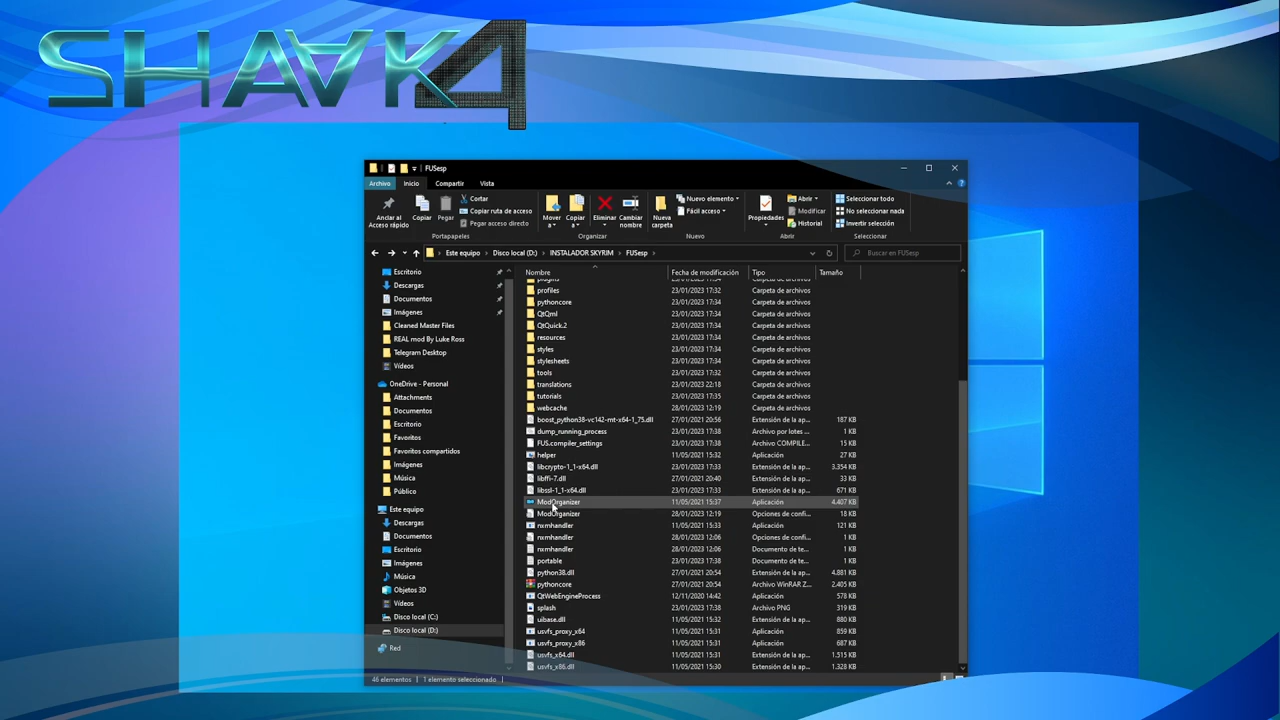 SHAAK4
FUSesp
Archivo Inicio Compartir Vista
Anclar al Acceso rápido
Copiar
Pegar
Cortar
Copiar ruta de acceso
Pegar acceso directo
Portapapeles
Mover a
Copiar a
Eliminar
Cambiar nombre
Organizar
Nueva carpeta
Nuevo elemento
Fácil acceso
Nuevo
Propiedades
Abrir
Modificar
Historial
Abrir
Seleccionar todo
No seleccionar nada
Invertir selección
Seleccionar
Este equipo Disco local (D:) INSTALADOR SKYRIM FUSesp
Buscar en FUSesp
Escritorio
Descargas
Documentos
Imágenes
Cleaned Master Files
REAL mod By Luke Ross
Telegram Desktop
Vídeos
OneDrive - Personal
Attachments
Documentos
Escritorio
Favoritos
Favoritos compartidos
Imágenes
Música
Público
Este equipo
Descargas
Documentos
Escritorio
Imágenes
Música
Objetos 3D
Vídeos
Disco local (C:)
Disco local (D:)
Red
Nombre Fecha de modificación Tipo Tamaño
profiles 23/01/2023 17:32 Carpeta de archivos
pythoncore 23/01/2023 17:34 Carpeta de archivos
QtQml 23/01/2023 17:34 Carpeta de archivos
QtQuick.2 23/01/2023 17:34 Carpeta de archivos
resources 23/01/2023 17:34 Carpeta de archivos
styles 23/01/2023 17:34 Carpeta de archivos
stylesheets 23/01/2023 17:34 Carpeta de archivos
tools 23/01/2023 17:32 Carpeta de archivos
translations 23/01/2023 22:18 Carpeta de archivos
tutorials 23/01/2023 17:35 Carpeta de archivos
webcache 28/01/2023 12:19 Carpeta de archivos
boost_python38-vc142-mt-x64-1_75.dll 27/01/2021 20:56 Extensión de la ap... 187 KB
dump_running_process 23/01/2023 17:38 Archivo por lotes ... 1 KB
FUS.compiler_settings 23/01/2023 17:38 Archivo COMPILE... 15 KB
helper 11/05/2021 15:32 Aplicación 27 KB
libcrypto-1_1-x64.dll 23/01/2023 17:33 Extensión de la ap... 3.354 KB
libffi-7.dll 27/01/2021 20:40 Extensión de la ap... 33 KB
libssl-1_1-x64.dll 23/01/2023 17:33 Extensión de la ap... 671 KB
ModOrganizer 11/05/2021 15:37 Aplicación 4.407 KB
ModOrganizer 28/01/2023 12:19 Opciones de confi... 18 KB
nxmhandler 11/05/2021 15:33 Aplicación 121 KB
nxmhandler 28/01/2023 12:06 Opciones de confi... 1 KB
nxmhandler 28/01/2023 12:06 Documento de te... 1 KB
portable 23/01/2023 17:38 Documento de te... 1 KB
python38.dll 27/01/2021 20:54 Extensión de la ap... 4.881 KB
pythoncore 27/01/2021 20:54 Archivo WinRAR Z... 2.405 KB
QtWebEngineProcess 12/11/2020 14:42 Aplicación 578 KB
splash 23/01/2023 17:38 Archivo PNG 319 KB
uibase.dll 11/05/2021 15:32 Extensión de la ap... 880 KB
usvfs_proxy_x64 11/05/2021 15:31 Aplicación 859 KB
usvfs_proxy_x86 11/05/2021 15:31 Aplicación 687 KB
usvfs_x64.dll 11/05/2021 15:31 Extensión de la ap... 1.515 KB
usvfs_x86.dll 11/05/2021 15:30 Extensión de la ap... 1.328 KB
46 elementos 1 elemento seleccionado